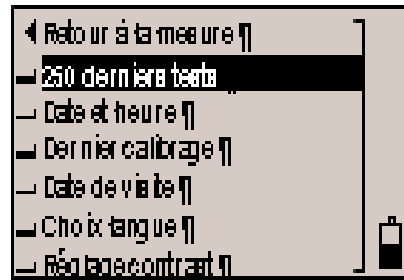 Retour à la mesure ¶
250 derniers tests
Date et heure ¶
Dernier calibrage ¶
Date de visite ¶
Choix langue ¶
Réglage contrast ¶